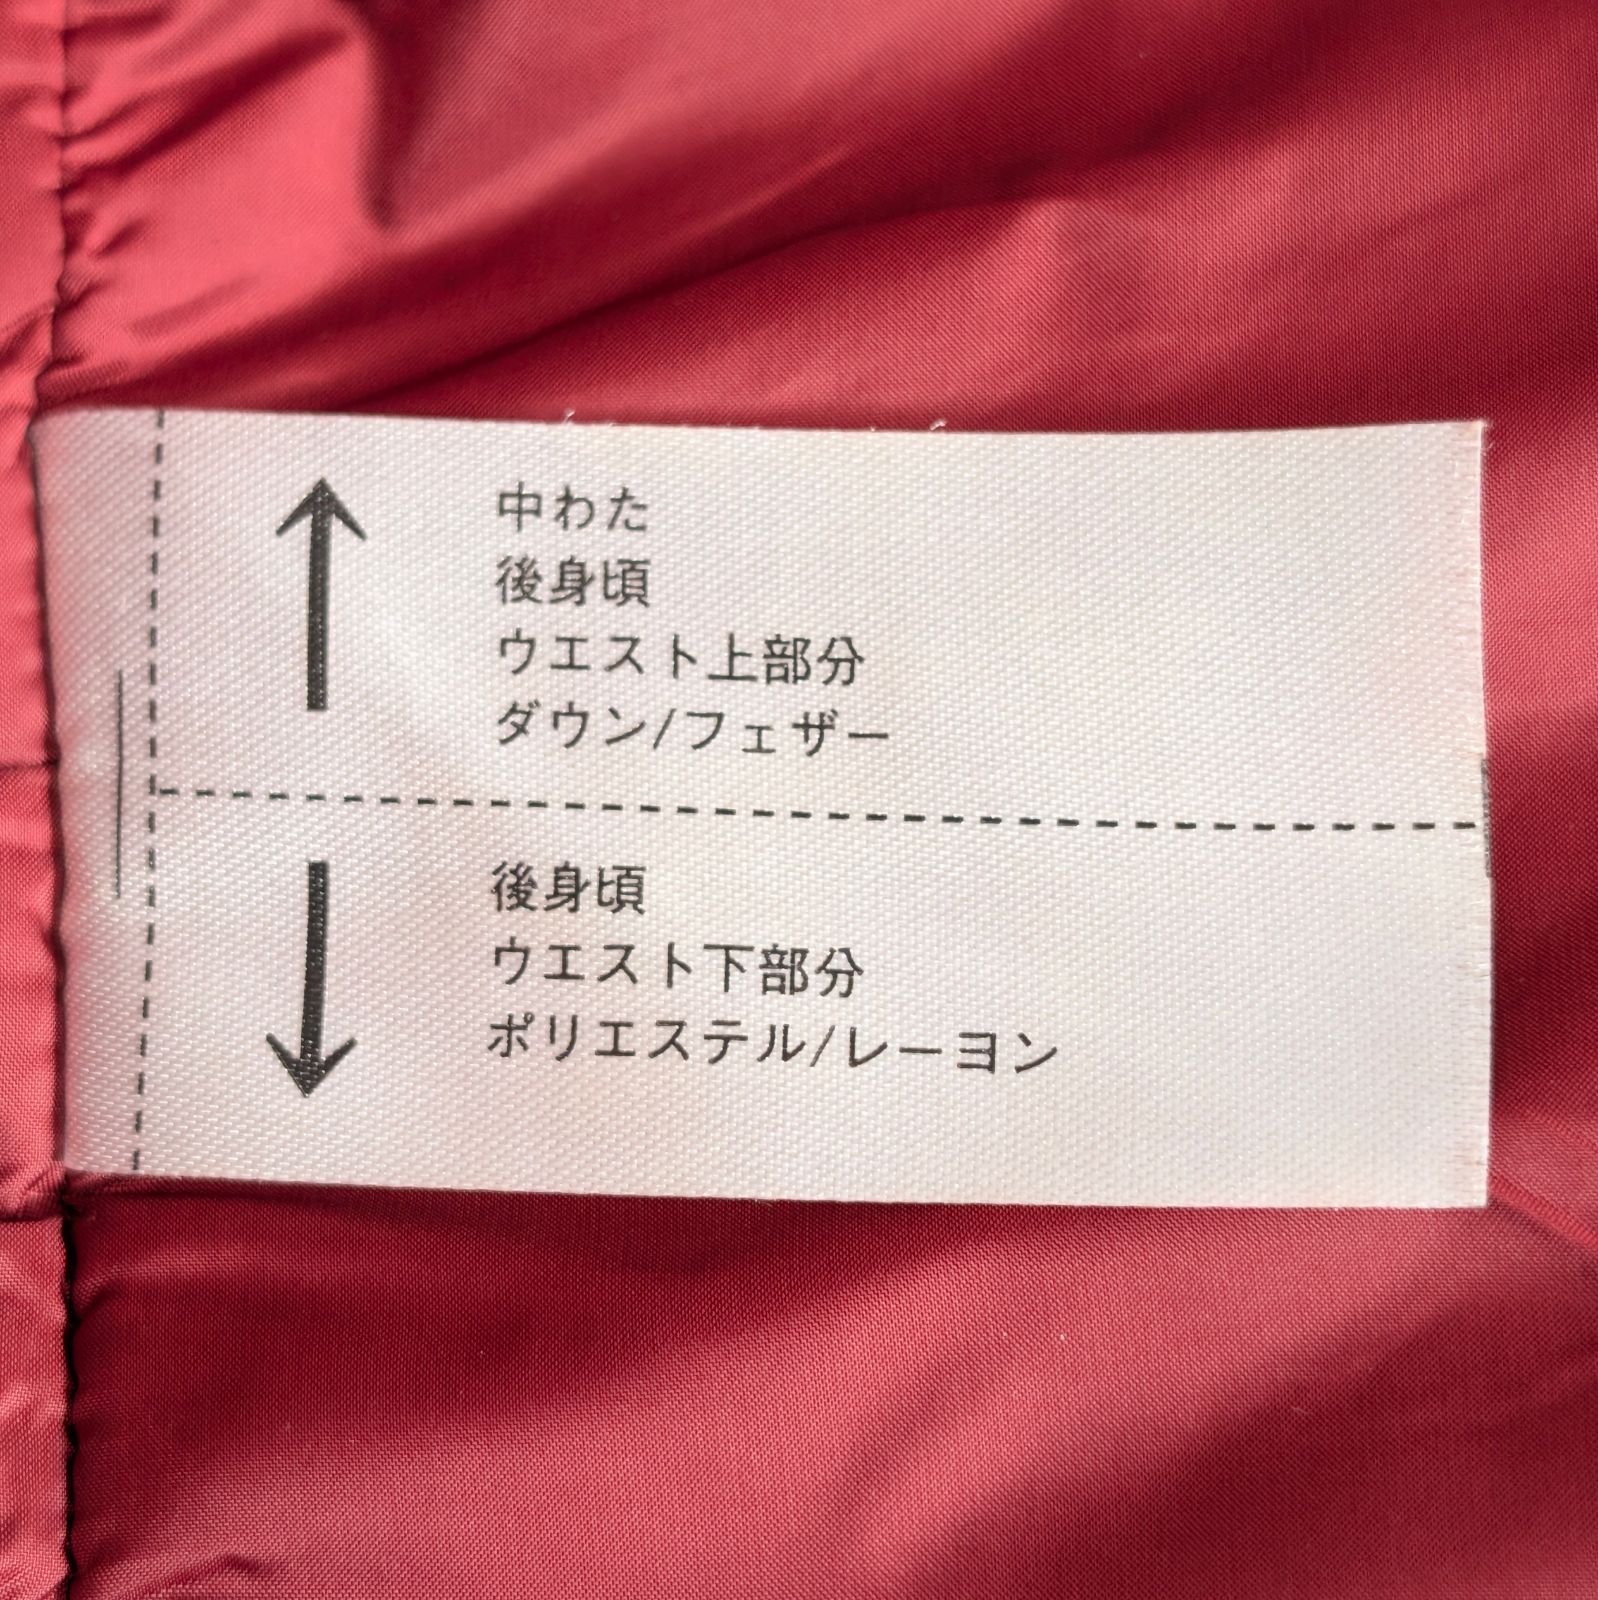 中わた
後身頃
ウエスト上部分
ダウン/フェザー
後身頃
ウエスト下部分
ポリエステル/レーヨン